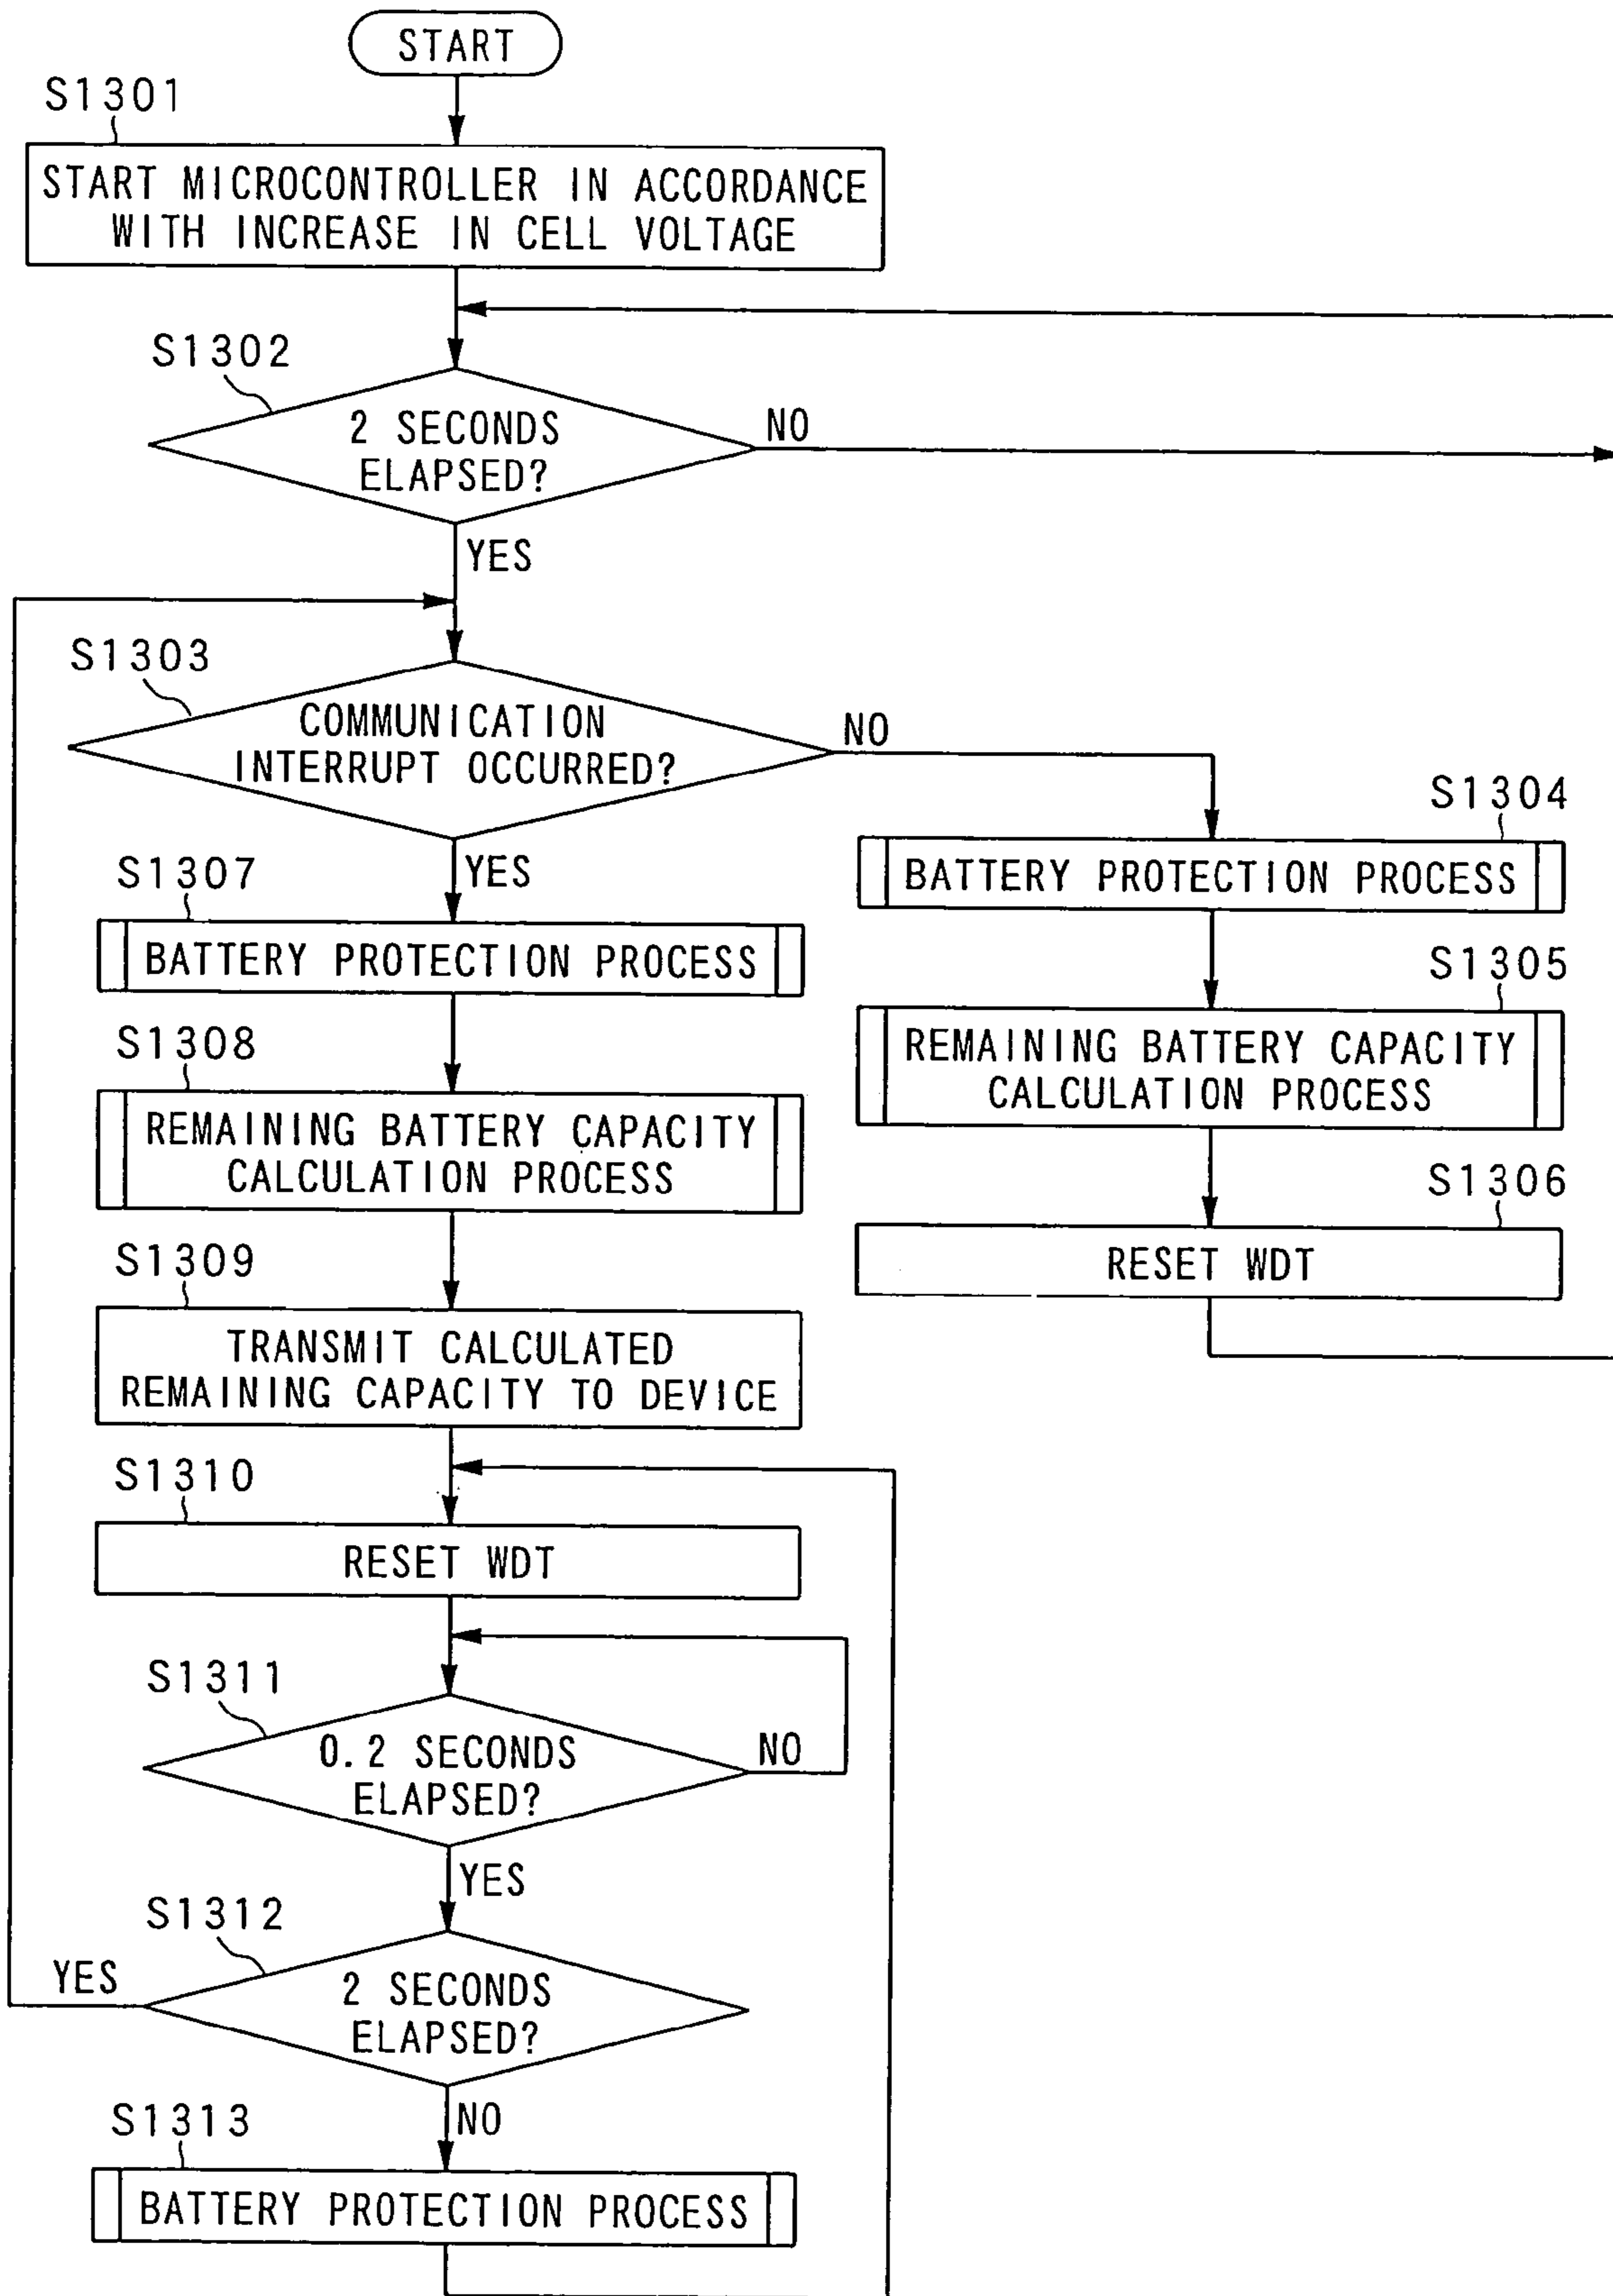 START
S1301
START MICROCONTROLLER IN ACCORDANCE
WITH INCREASE IN CELL VOLTAGE
S1302
2 SECONDS
ELAPSED?
NO
YES
S1303
COMMUNICATION
INTERRUPT OCCURRED?
NO
YES
S1304
BATTERY PROTECTION PROCESS
S1305
REMAINING BATTERY CAPACITY
CALCULATION PROCESS
S1306
RESET WDT
S1307
BATTERY PROTECTION PROCESS
S1308
REMAINING BATTERY CAPACITY
CALCULATION PROCESS
S1309
TRANSMIT CALCULATED
REMAINING CAPACITY TO DEVICE
S1310
RESET WDT
S1311
0.2 SECONDS
ELAPSED?
NO
YES
S1312
2 SECONDS
ELAPSED?
YES
NO
S1313
BATTERY PROTECTION PROCESS